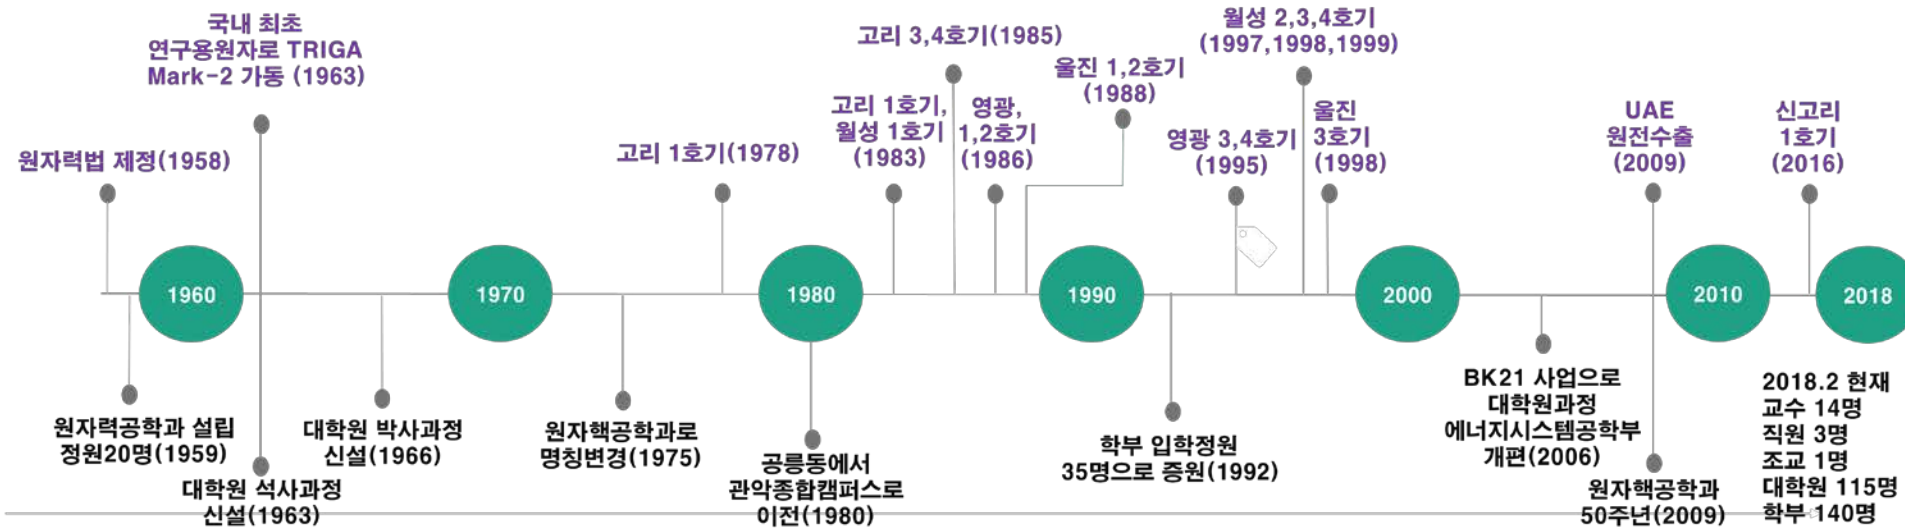 국내 최초
연구용원자로 TRIGA
Mark-2 가동 (1963)
원자력법 제정(1958)
고리 1호기(1978)
고리 3,4호기(1985)
고리 1호기,
월성 1호기
(1983)
영광,
1,2호기
(1986)
울진 1,2호기
(1988)
월성 2,3,4호기
(1997,1998,1999)
영광 3,4호기
(1995)
울진
3호기
(1998)
UAE
원전수출
(2009)
신고리
1호기
(2016)
1960
1970
1980
1990
2000
2010
2018
원자력공학과 설립
정원20명(1959)
대학원 석사과정
신설(1963)
대학원 박사과정
신설(1966)
원자핵공학과로
명칭변경(1975)
공릉동에서
관악종합캠퍼스로
이전(1980)
학부 입학정원
35명으로 증원(1992)
BK21 사업으로
대학원과정
에너지시스템공학부
개편(2006)
원자핵공학과
50주년(2009)
2018.2 현재
교수 14명
직원 3명
조교 1명
대학원 115명
학부 140명